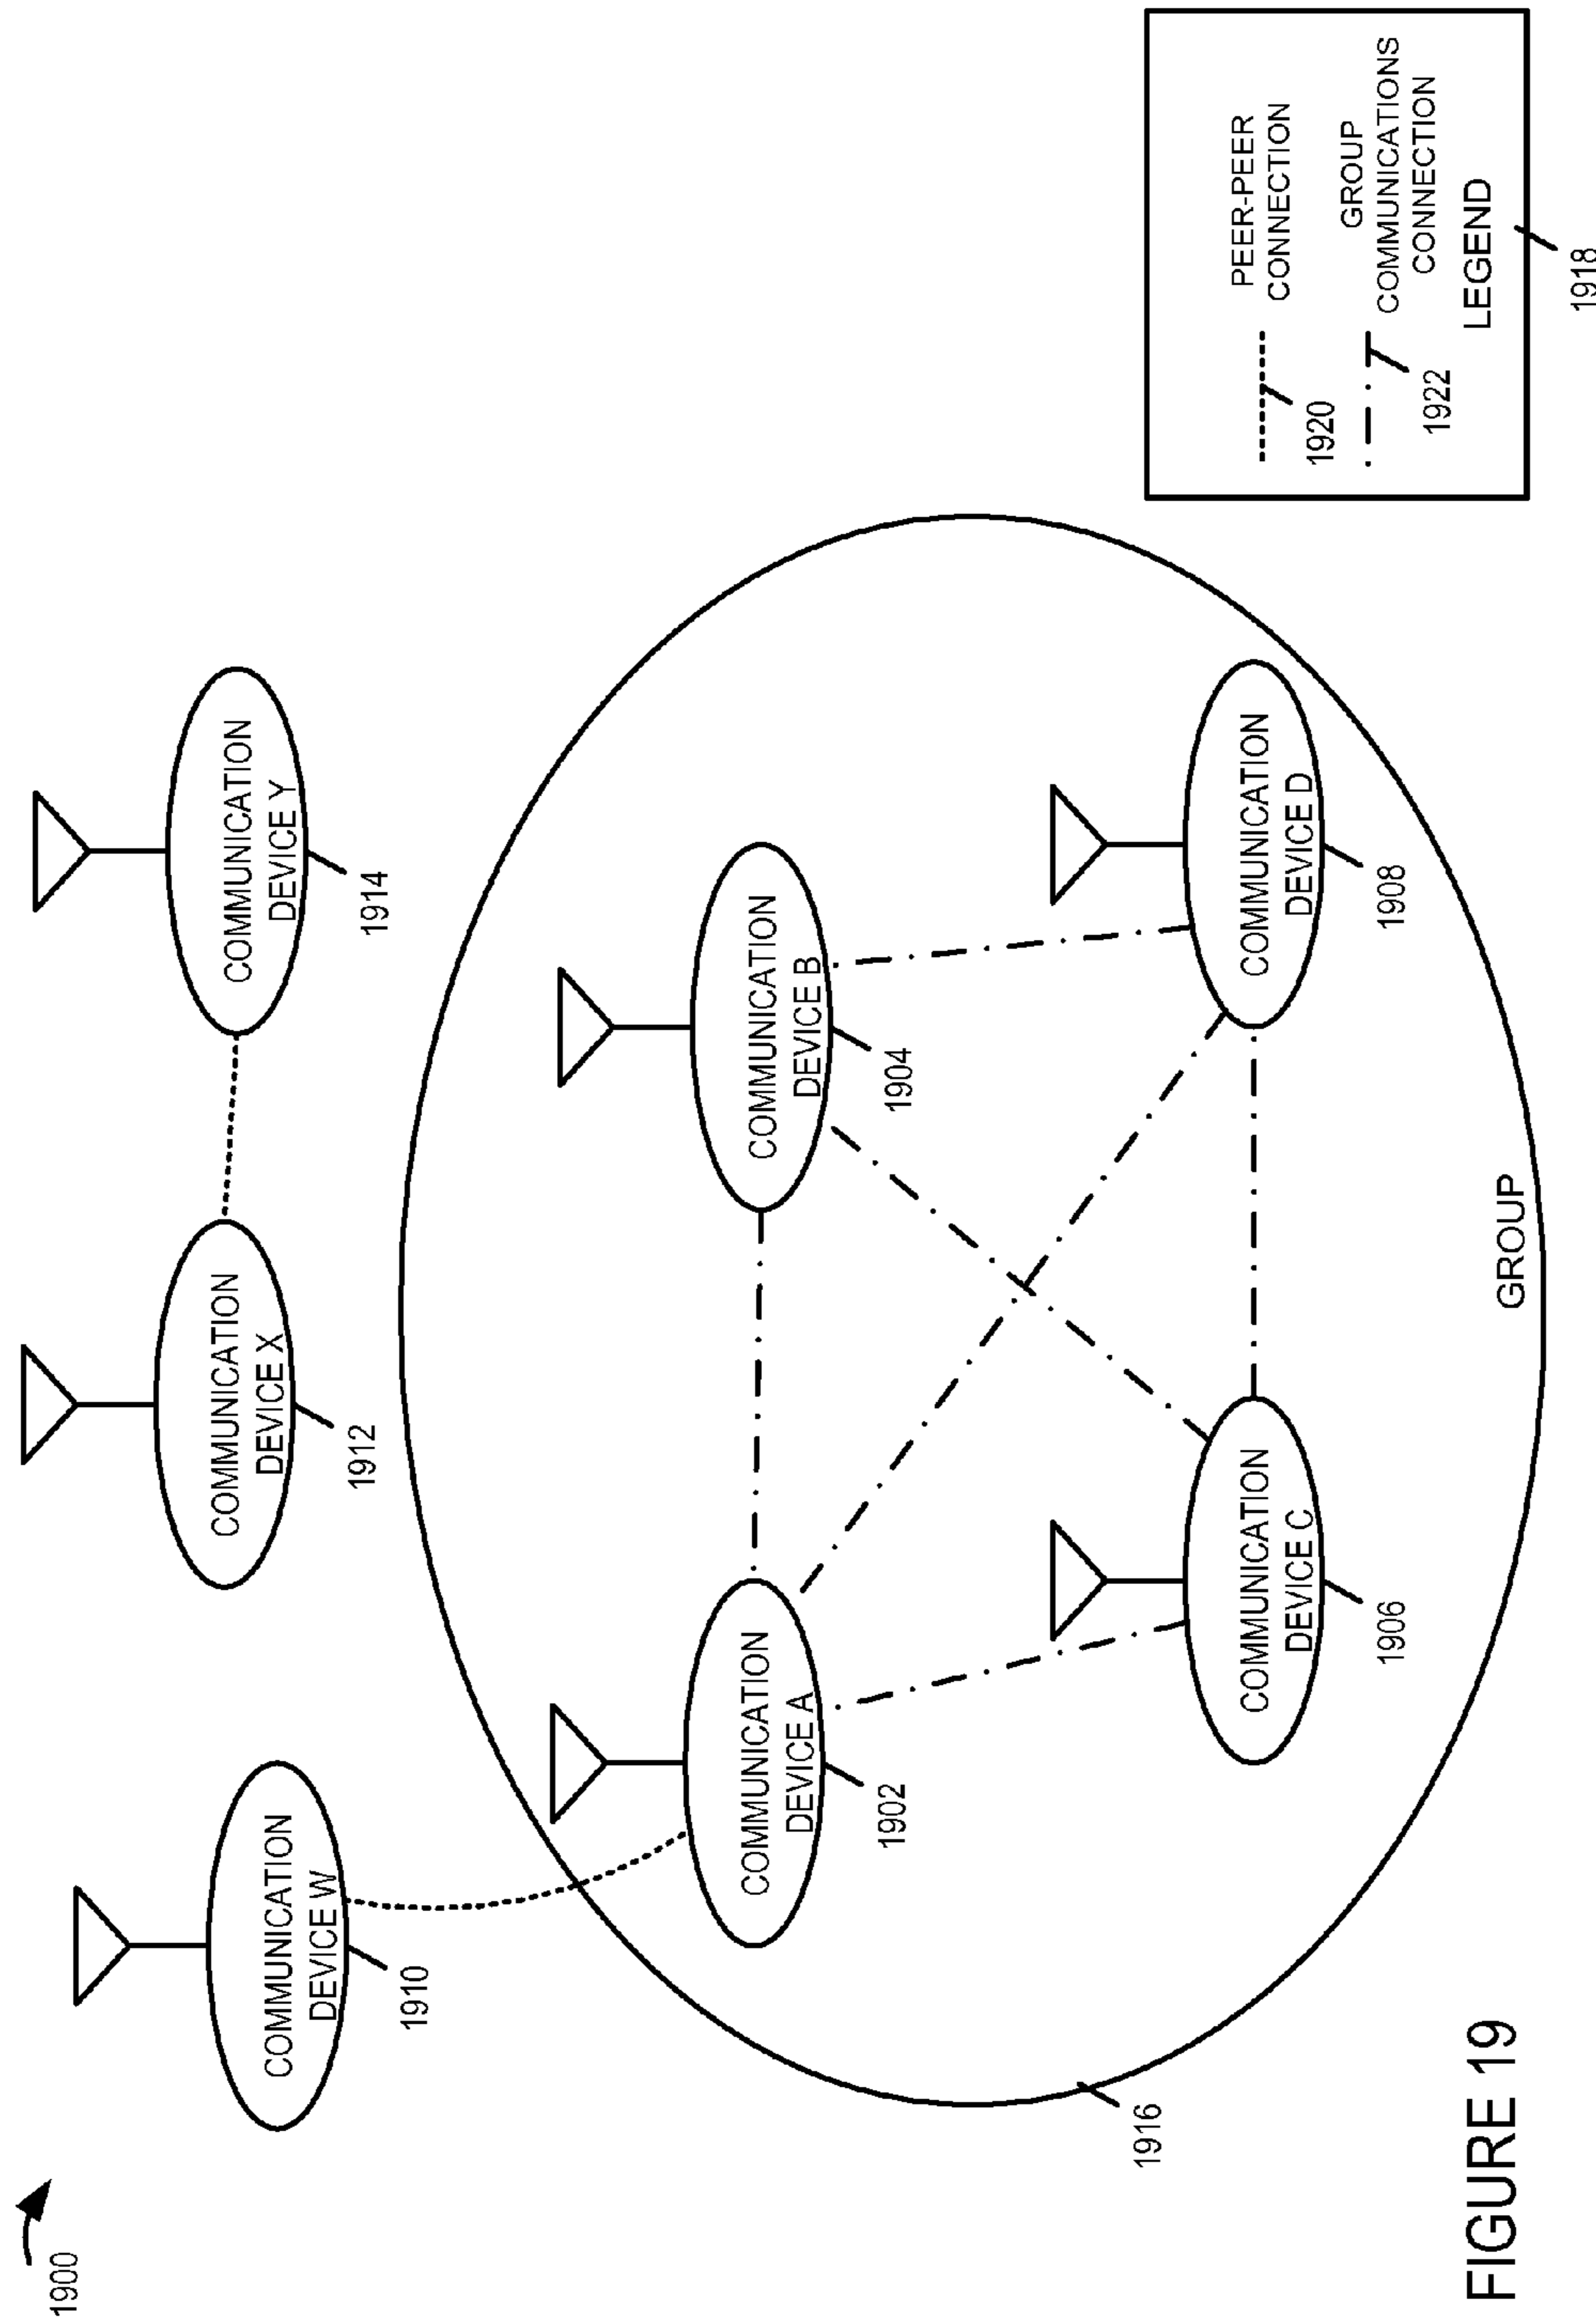 1900
COMMUNICATION
DEVICE W
1910
COMMUNICATION
DEVICE X
1912
COMMUNICATION
DEVICE Y
1914
COMMUNICATION
DEVICE A
1902
COMMUNICATION
DEVICE B
1904
COMMUNICATION
DEVICE C
1906
COMMUNICATION
DEVICE D
1908
1916
GROUP
PEER-PEER
CONNECTION
1920
GROUP
COMMUNICATIONS
CONNECTION
1922
LEGEND
1918
FIGURE 19